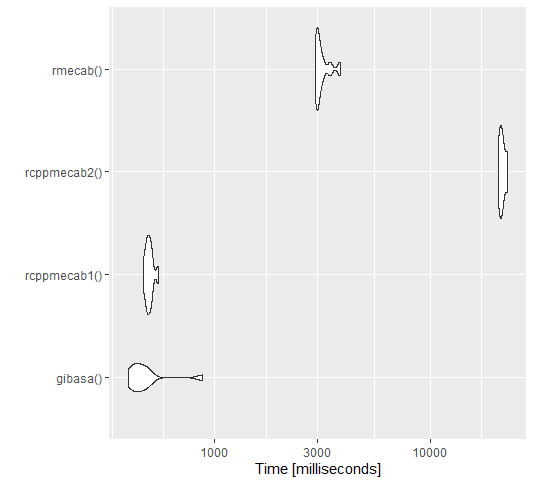 rmecab()
rcppmecab2()
rcppmecab1()
gibasa()
1000 3000 10000
Time [milliseconds]